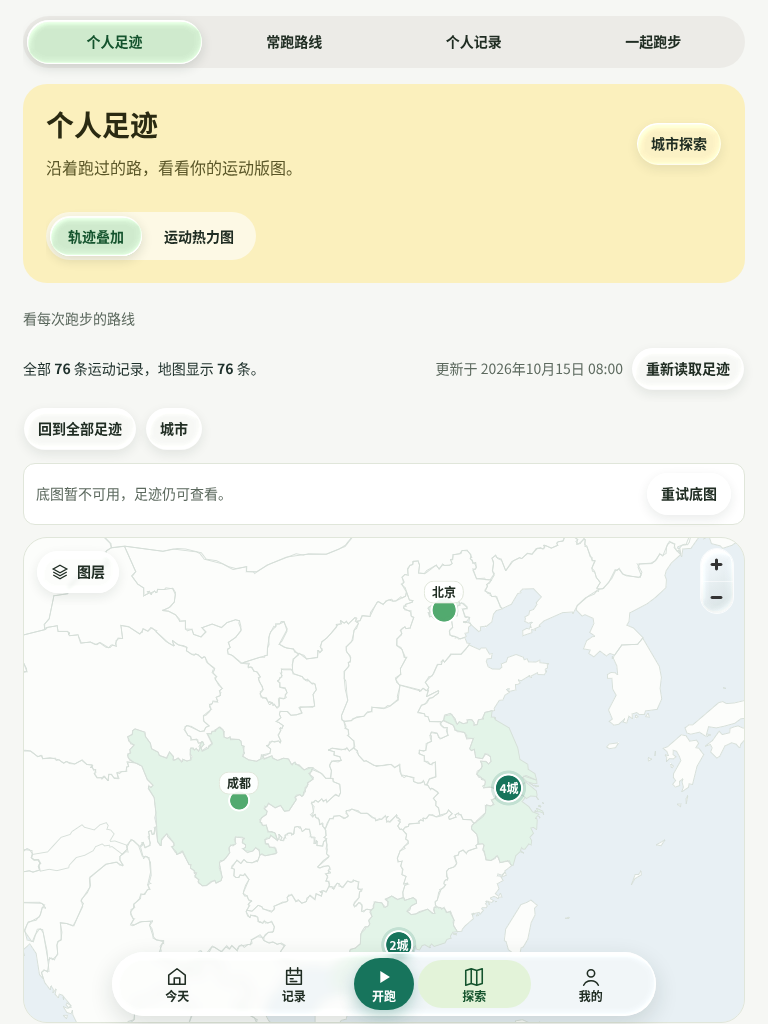 个人足迹 常跑路线 个人记录 一起跑步
个人足迹
沿着跑过的路，看看你的运动版图。
城市探索
轨迹叠加 运动热力图
看每次跑步的路线
全部 76 条运动记录，地图显示 76 条。
更新于 2026年10月15日 08:00 重新读取足迹
回到全部足迹 城市
底图暂不可用，足迹仍可查看。 重试底图
图层
北京
成都
4城
2城
今天 记录 开跑 探索 我的